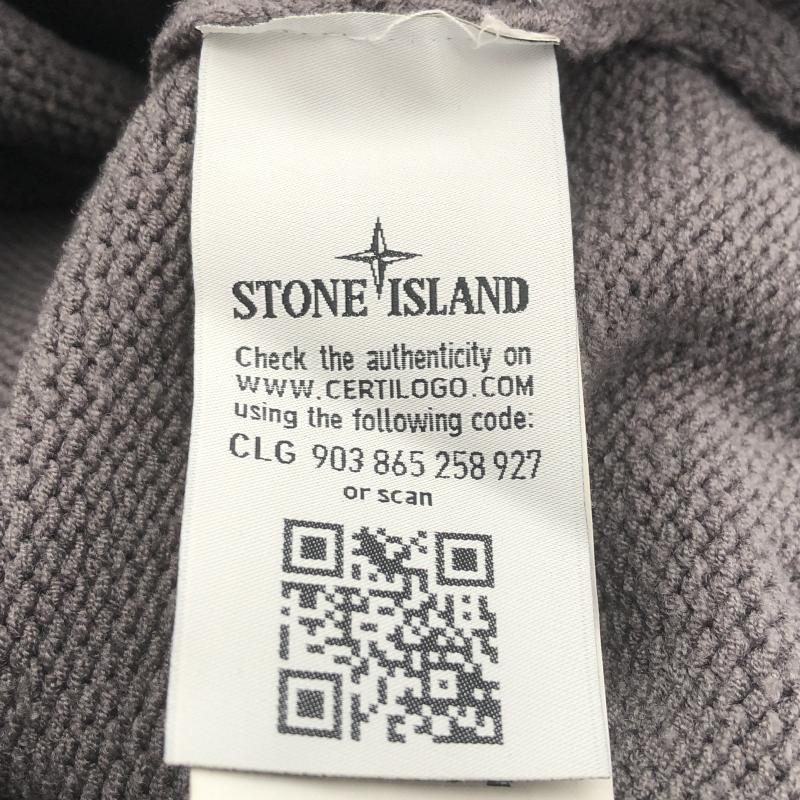 STONE ISLAND
Check the authenticity on
WWW.CERTILOGO.COM
using the following code:
CLG 903 865 258 927
or scan